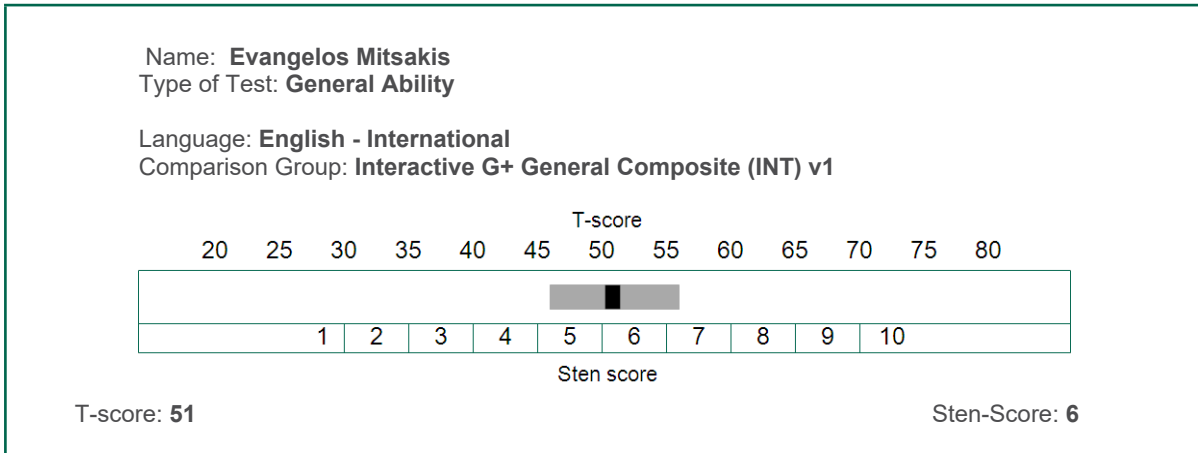 Name: Evangelos Mitsakis
Type of Test: General Ability
Language: English - International
Comparison Group: Interactive G+ General Composite (INT) v1
T-score
20 25 30 35 40 45 50 55 60 65 70 75 80
1 2 3 4 5 6 7 8 9 10
Sten score
T-score: 51 Sten-Score: 6